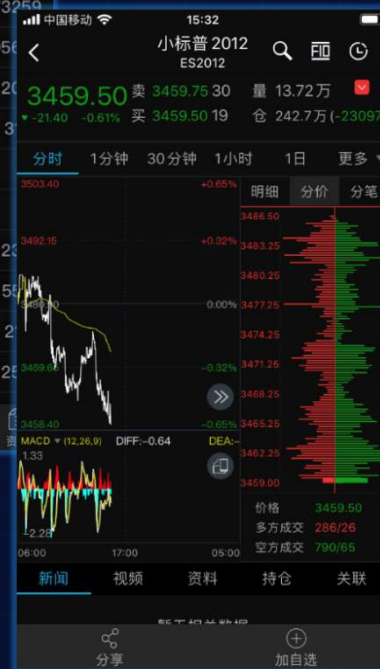 中国移动 15:32
小标普2012
ES2012
3459.50 卖 3459.75 30 量 13.72万
-21.40 -0.61% 买 3459.50 19 仓 242.7万(-23097
分时 1分钟 30分钟 1小时 1日 更多
3503.40 +0.65% 明细 分价 分笔
3486.50
3492.15 +0.32% 3483.25
3480.25
0.00% 3477.25
3474.25
-0.32% 3471.25
3468.25
3465.25
3458.40 -0.65%
MACD (12,26,9) DIFF:-0.64 DEA:-
3462.25
1.33
3459.00
价格 3459.50
多方成交 286/26
-2.28
空方成交 790/65
06:00 17:00 05:00
新闻 视频 资料 持仓 关联
分享 加自选